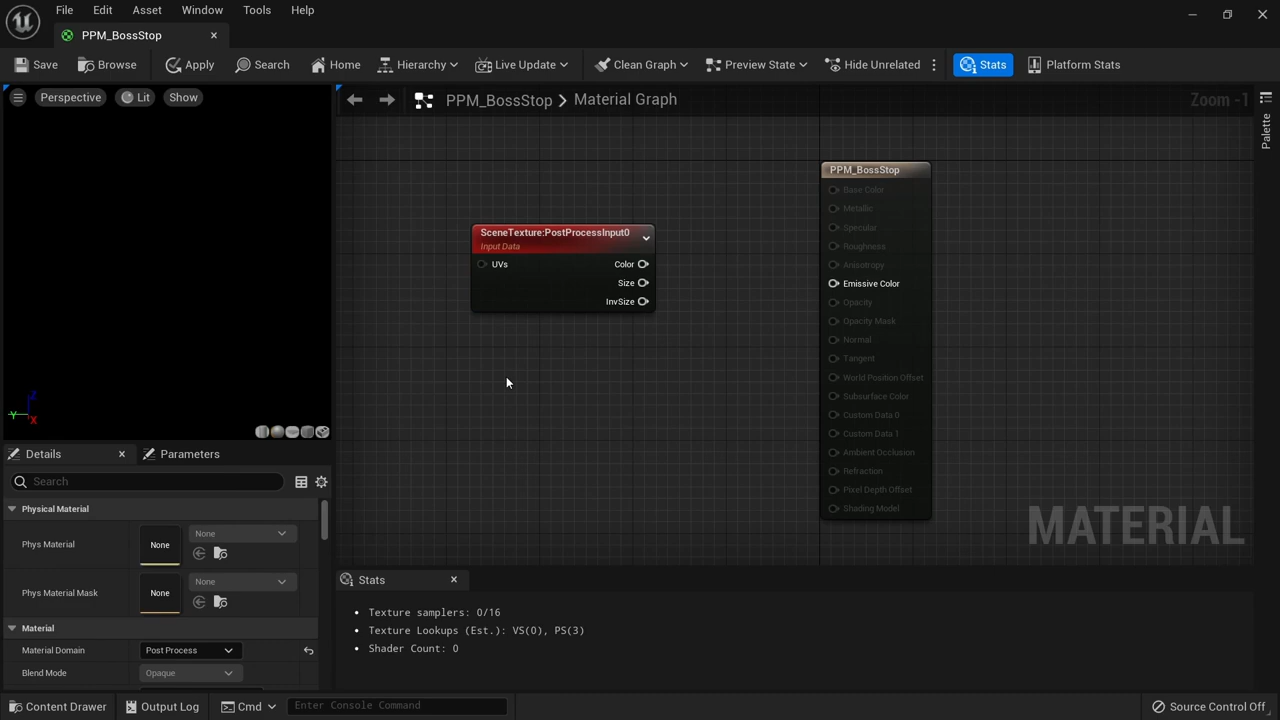 File Edit Asset Window Tools Help
PPM_BossStop
Save Browse Apply Search Home Hierarchy Live Update Clean Graph Preview State Hide Unrelated Stats Platform Stats
Perspective Lit Show
PPM_BossStop Material Graph
Zoom -1
Palette
PPM_BossStop
Base Color
Metallic
Specular
Roughness
Anisotropy
Emissive Color
Opacity
Opacity Mask
Normal
Tangent
World Position Offset
Subsurface Color
Custom Data 0
Custom Data 1
Ambient Occlusion
Refraction
Pixel Depth Offset
Shading Model
SceneTexture:PostProcessInput0
Input Data
UVs Color
Size
InvSize
MATERIAL
Z
Y
X
Details Parameters
Search
Physical Material
Phys Material None None
Phys Material Mask None None
Material
Material Domain Post Process
Blend Mode Opaque
Stats
Texture samplers: 0/16
Texture Lookups (Est.): VS(0), PS(3)
Shader Count: 0
Content Drawer Output Log Cmd Enter Console Command Source Control Off